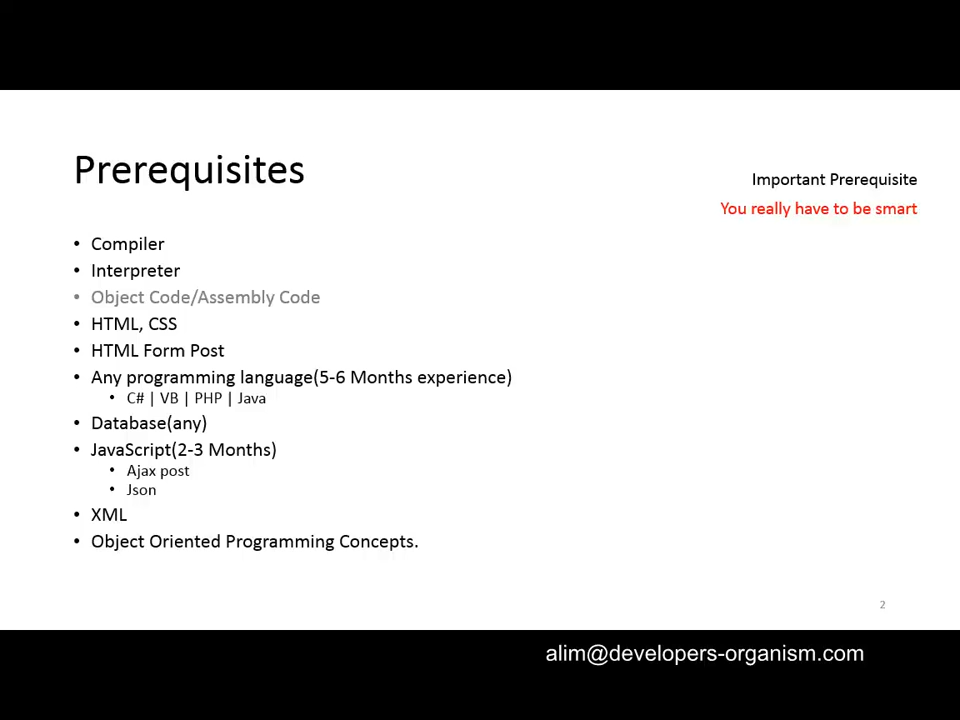 Prerequisites
Important Prerequisite
You really have to be smart
• Compiler
• Interpreter
• Object Code/Assembly Code
• HTML, CSS
• HTML Form Post
• Any programming language(5-6 Months experience)
• C# | VB | PHP | Java
• Database(any)
• JavaScript(2-3 Months)
• Ajax post
• Json
• XML
• Object Oriented Programming Concepts.
2
alim@developers-organism.com